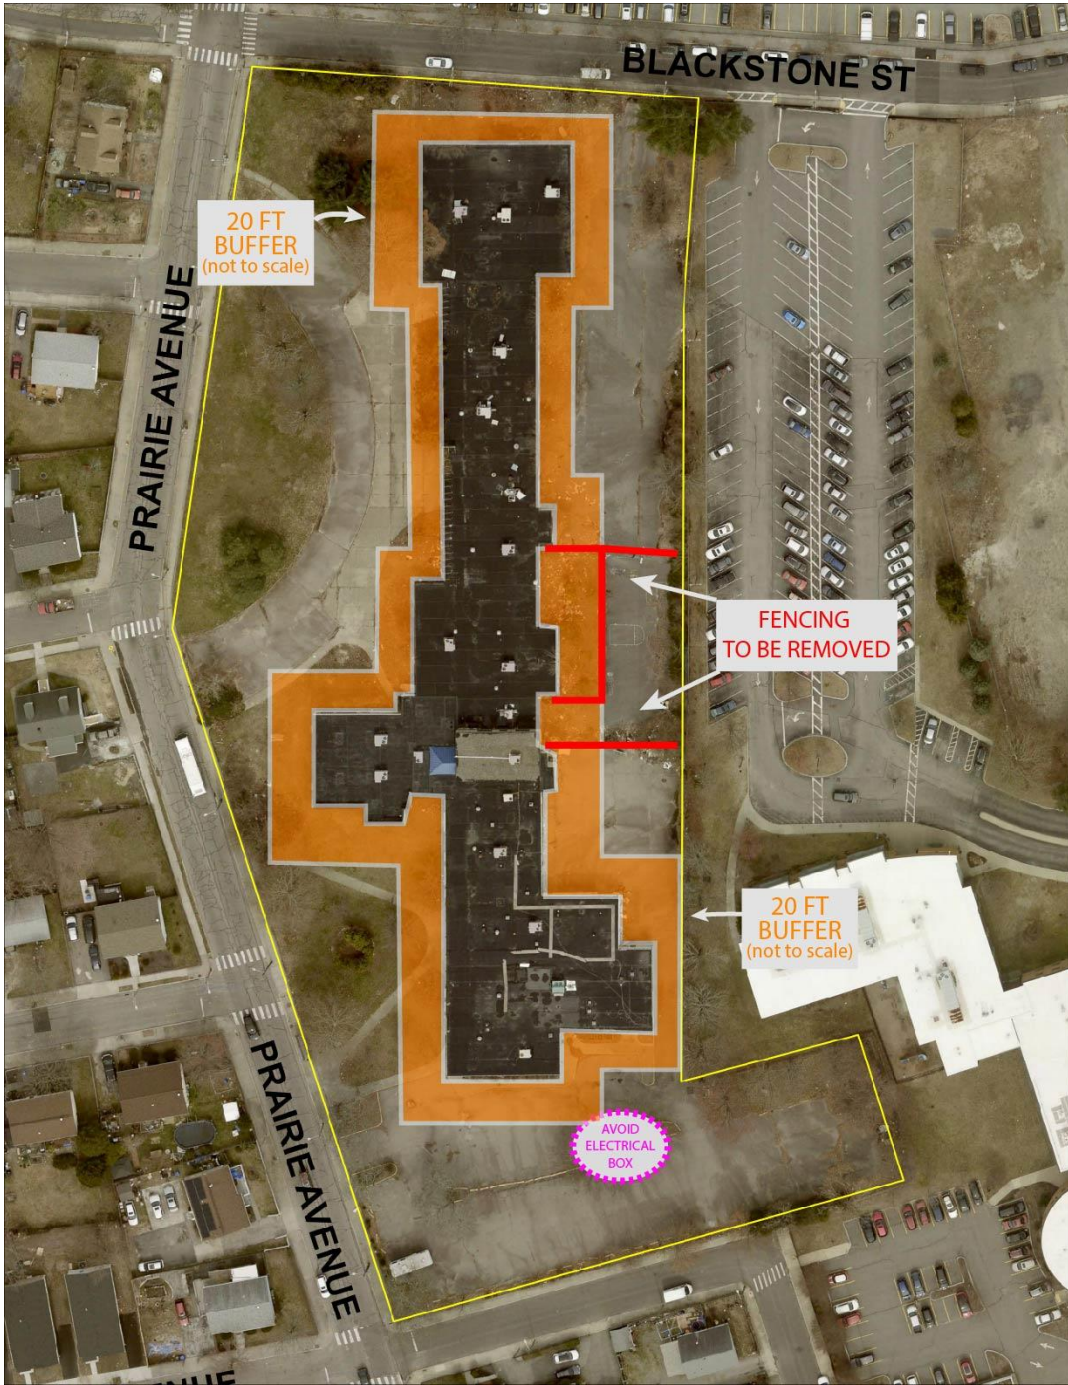 BLACKSTONE ST
20 FT
BUFFER
(not to scale)
PRAIRIE AVENUE
FENCING
TO BE REMOVED
20 FT
BUFFER
(not to scale)
PRAIRIE AVENUE
AVOID
ELECTRICAL
BOX